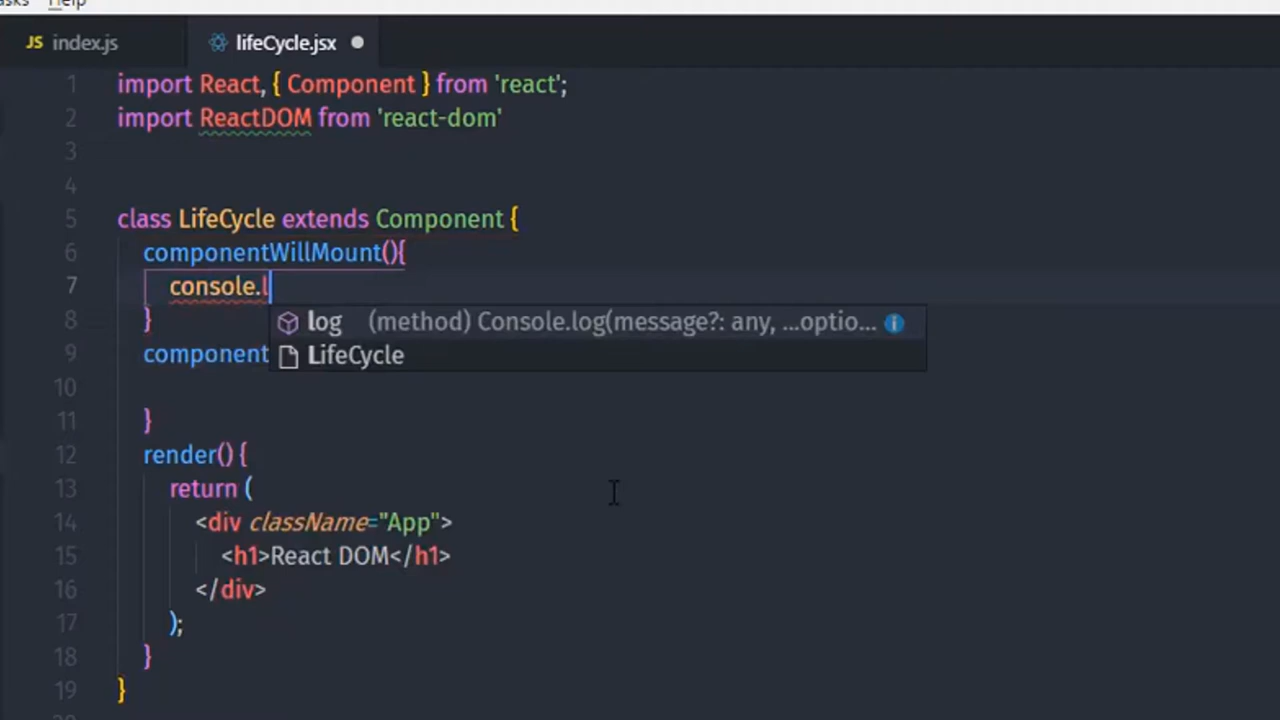 Help
JS index.js
lifeCycle.jsx
1 import React, { Component } from 'react';
2 import ReactDOM from 'react-dom'
3
4
5 class LifeCycle extends Component {
6 componentWillMount(){
7 console.l
log (method) Console.log(message?: any, ...optio...
8 }
LifeCycle
9 component
10
11 }
12 render() {
13 return (
14 <div className="App">
15 <h1>React DOM</h1>
16 </div>
17 );
18 }
19 }